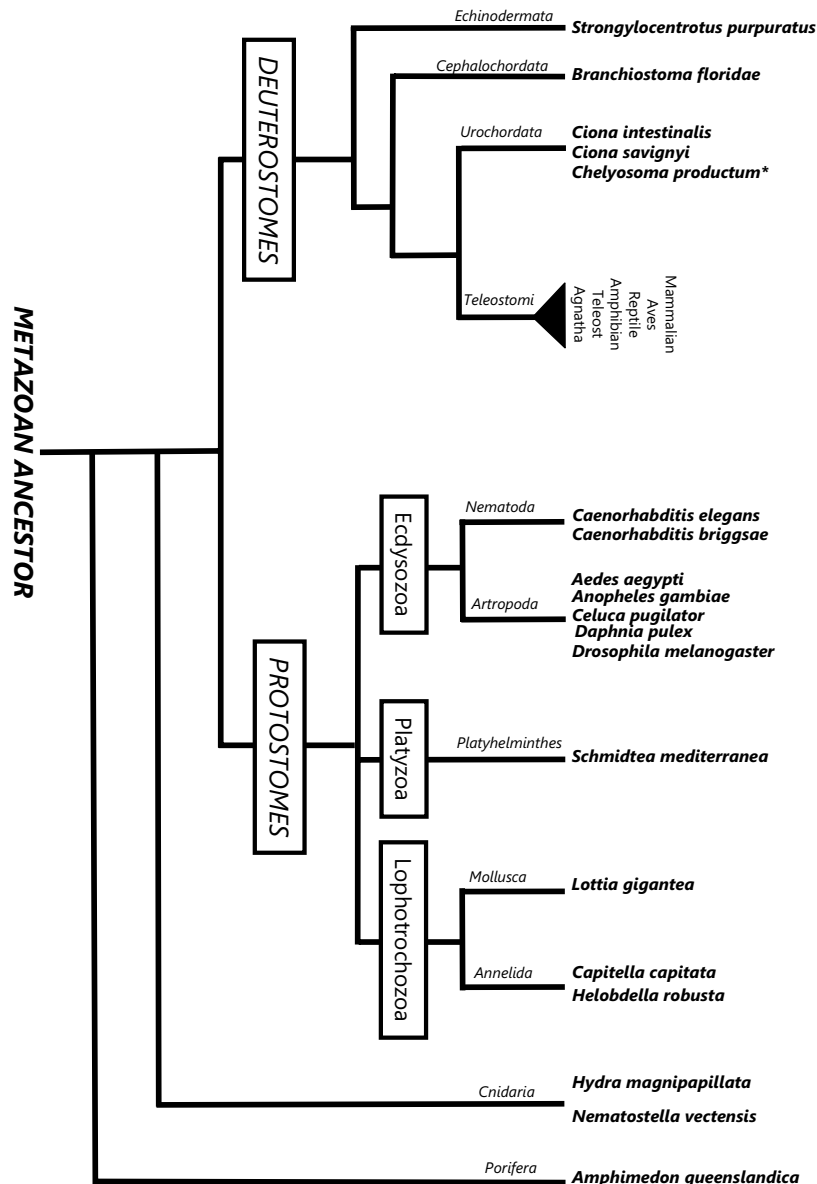 Echinodermata
Strongylocentrotus purpuratus
Cephalochordata
Branchiostoma floridae
Urochordata
Ciona intestinalis
Ciona savignyi
Chelyosoma productum*
DEUTEROSTOMES
Teleostomi
Mammalian
Aves
Reptile
Amphibian
Teleost
Agnatha
METAZOAN ANCESTOR
Ecdysozoa
Nematoda
Caenorhabditis elegans
Caenorhabditis briggsae
Artropoda
Aedes aegypti
Anopheles gambiae
Celuca pugilator
Daphnia pulex
Drosophila melanogaster
PROTOSTOMES
Platyzoa
Platyhelminthes
Schmidtea mediterranea
Lophotrochozoa
Mollusca
Lottia gigantea
Annelida
Capitella capitata
Helobdella robusta
Cnidaria
Hydra magnipapillata
Nematostella vectensis
Porifera
Amphimedon queenslandica